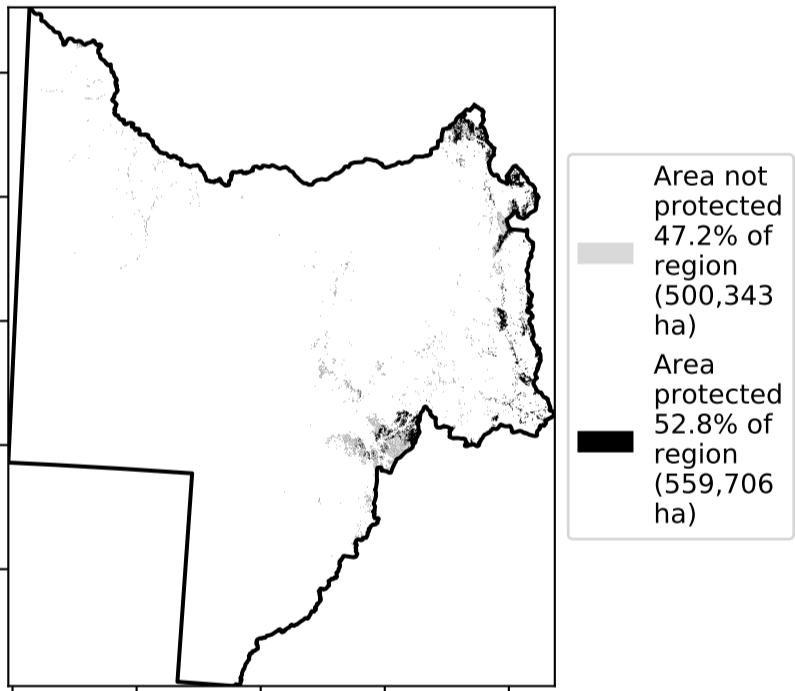 Area not
protected
47.2% of
region
(500,343
ha)
Area
protected
52.8% of
region
(559,706
ha)